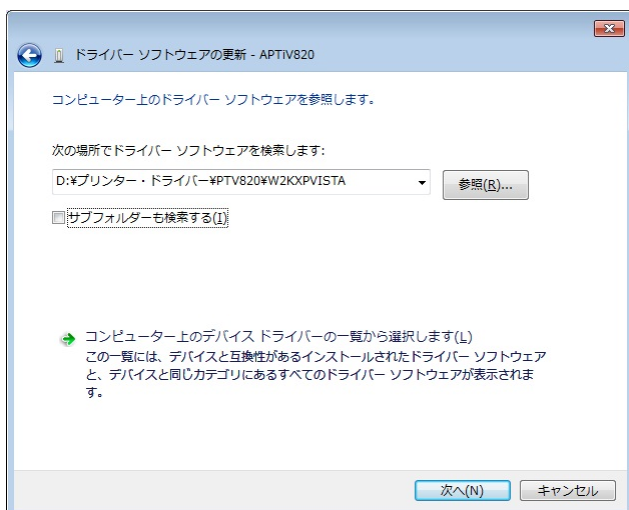 ドライバー ソフトウェアの更新 - APTiV820
コンピューター上のドライバー ソフトウェアを参照します。
次の場所でドライバー ソフトウェアを検索します:
D:¥プリンター・ドライバー¥PTV820¥W2KXPVISTA
参照(R)...
サブフォルダーも検索する(I)
コンピューター上のデバイス ドライバーの一覧から選択します(L)
この一覧には、デバイスと互換性があるインストールされたドライバー ソフトウェア
と、デバイスと同じカテゴリにあるすべてのドライバー ソフトウェアが表示されま
す。
次へ(N)
キャンセル